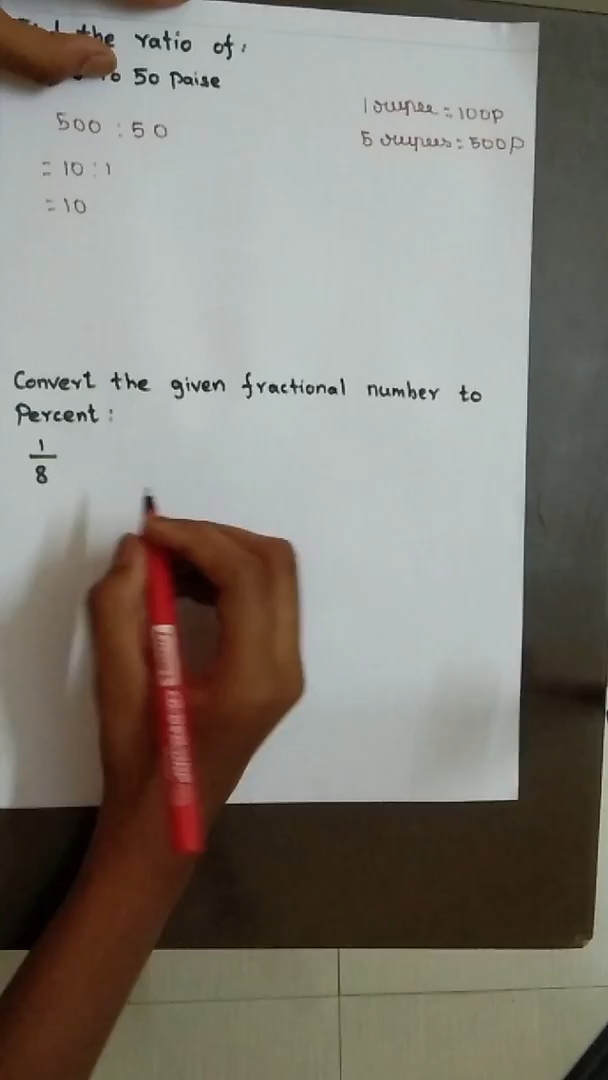 the ratio of:
to 50 Paise
1 rupee = 100P
5 rupees = 500P
500 : 50
= 10 : 1
= 10
Convert the given fractional number to
Percent :
1
8